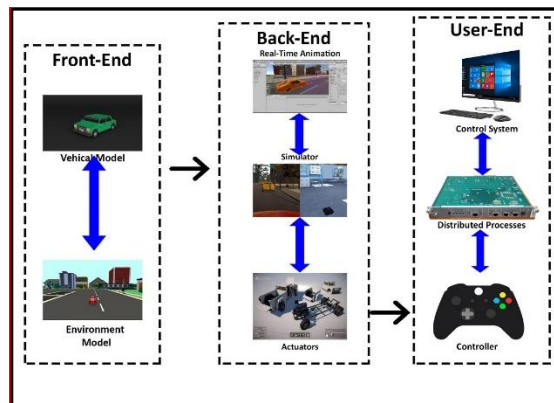 Front-End
Vehical Model
Environment
Model
Back-End
Real-Time Animation
Simulator
Actuators
User-End
Control System
Distributed Processes
Controller